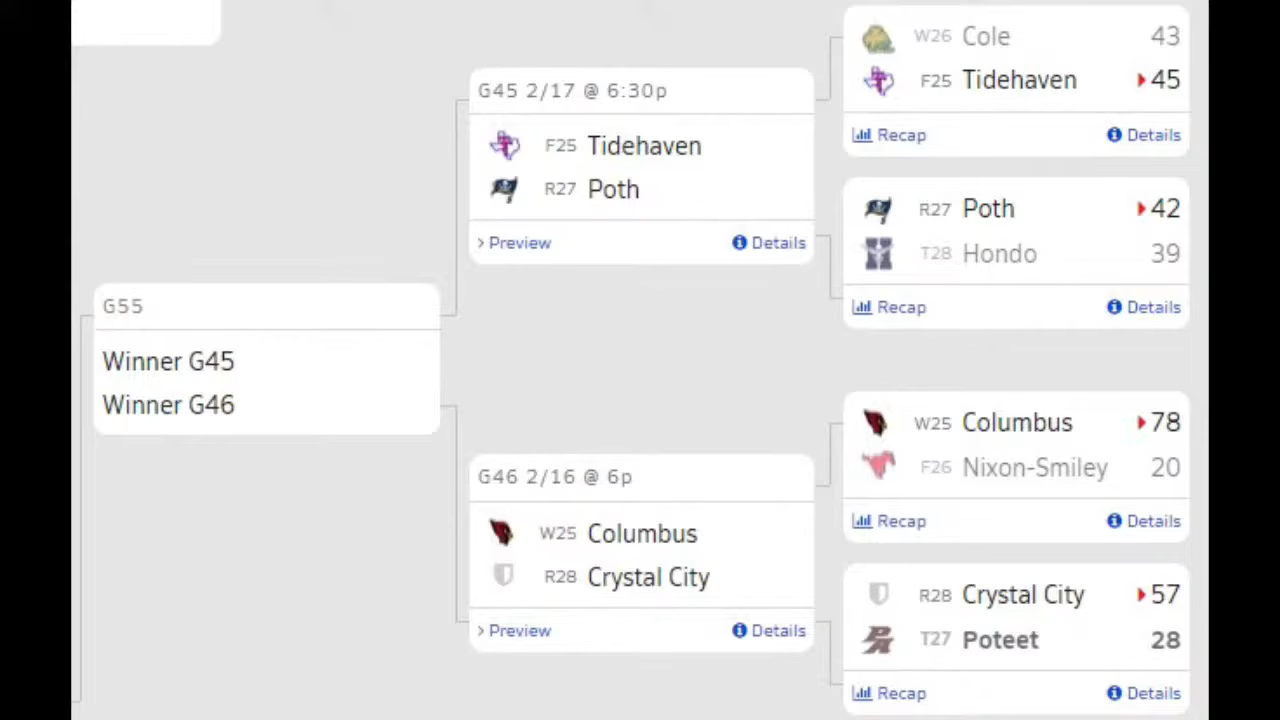 W26 Cole 43
F25 Tidehaven 45
Recap Details
R27 Poth 42
T28 Hondo 39
Recap Details
W25 Columbus 78
F26 Nixon-Smiley 20
Recap Details
R28 Crystal City 57
T27 Poteet 28
Recap Details
G45 2/17 @ 6:30p
F25 Tidehaven
R27 Poth
Preview Details
G46 2/16 @ 6p
W25 Columbus
R28 Crystal City
Preview Details
G55
Winner G45
Winner G46